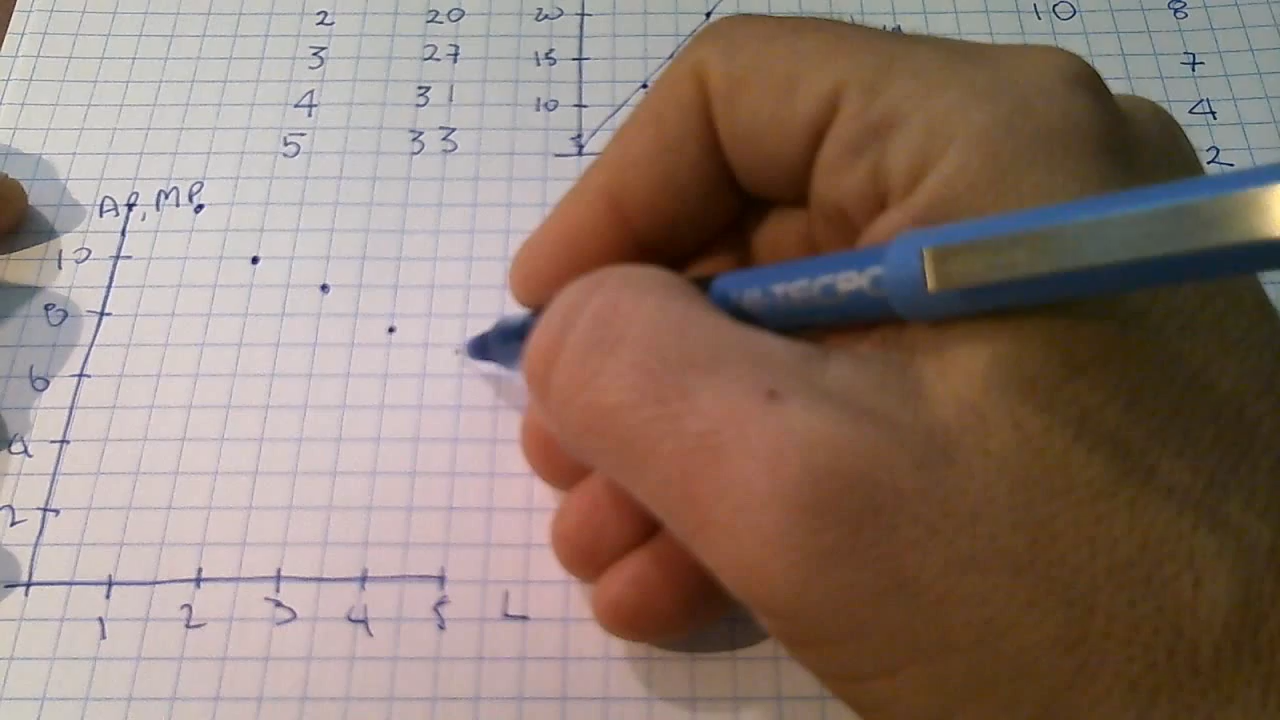 2 20 20 10 8
3 27 15 7
4 31 10 4
5 33 5 2
AP, MP
10
8
6
4
2
1 2 3 4 5 L